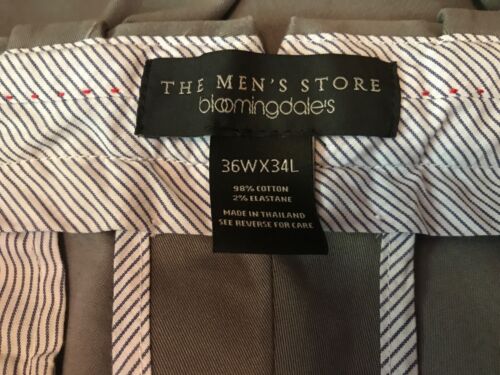 THE MEN'S STORE
bloomingdale's
36WX34L
98% COTTON
2% ELASTANE
MADE IN THAILAND
SEE REVERSE FOR CARE